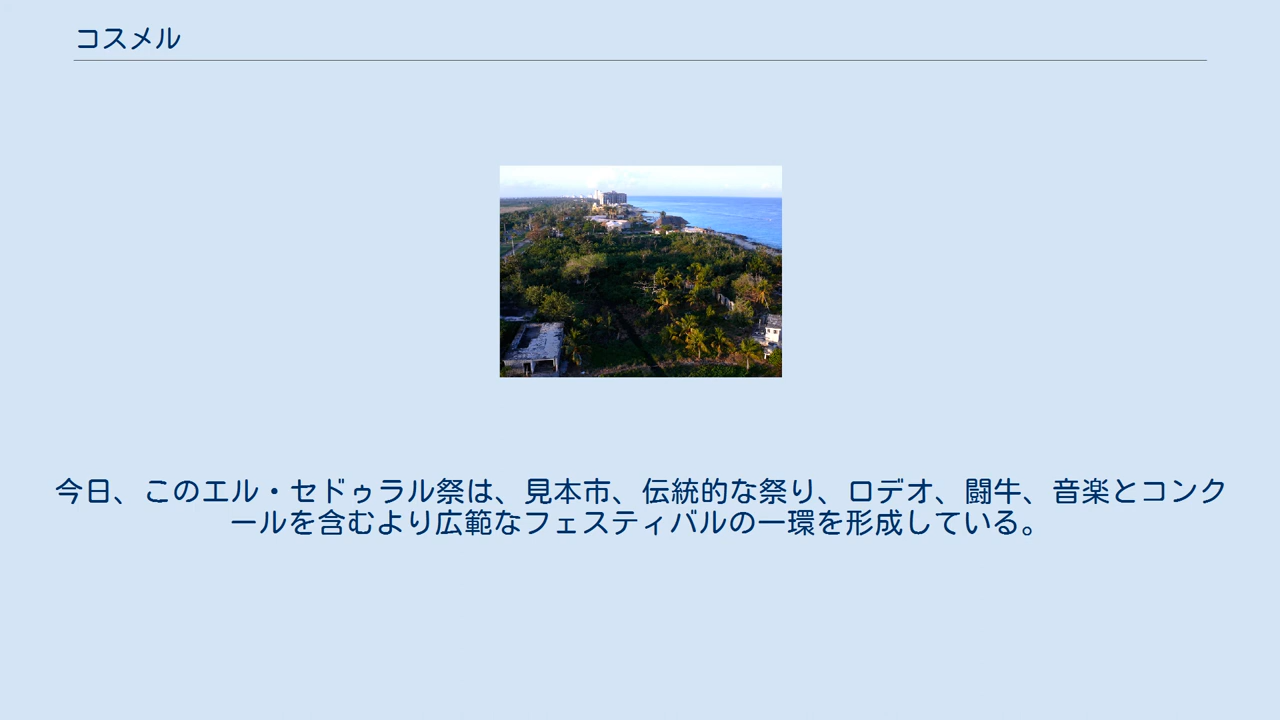 コスメル
今日、このエル・セドゥラル祭は、見本市、伝統的な祭り、ロデオ、闘牛、音楽とコンク
ールを含むより広範なフェスティバルの一環を形成している。